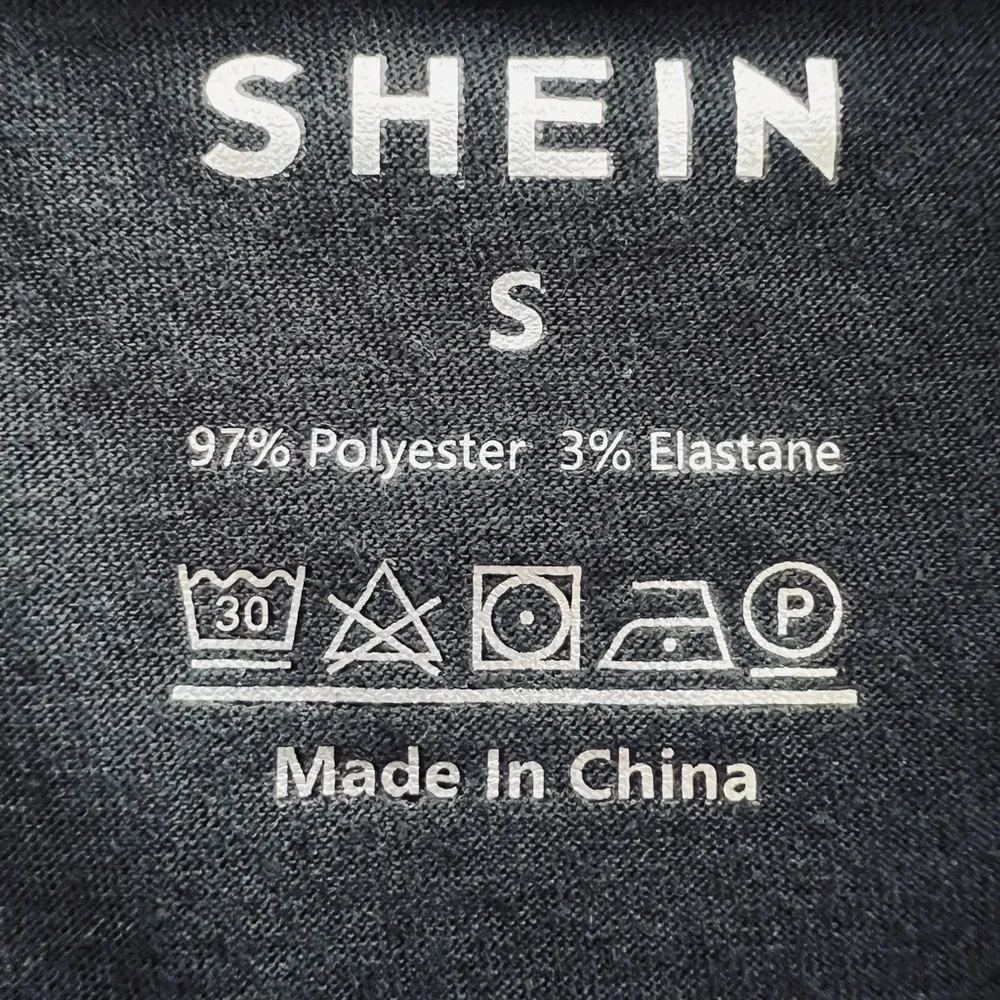 SHEIN
S
97% Polyester 3% Elastane
30 P
Made In China